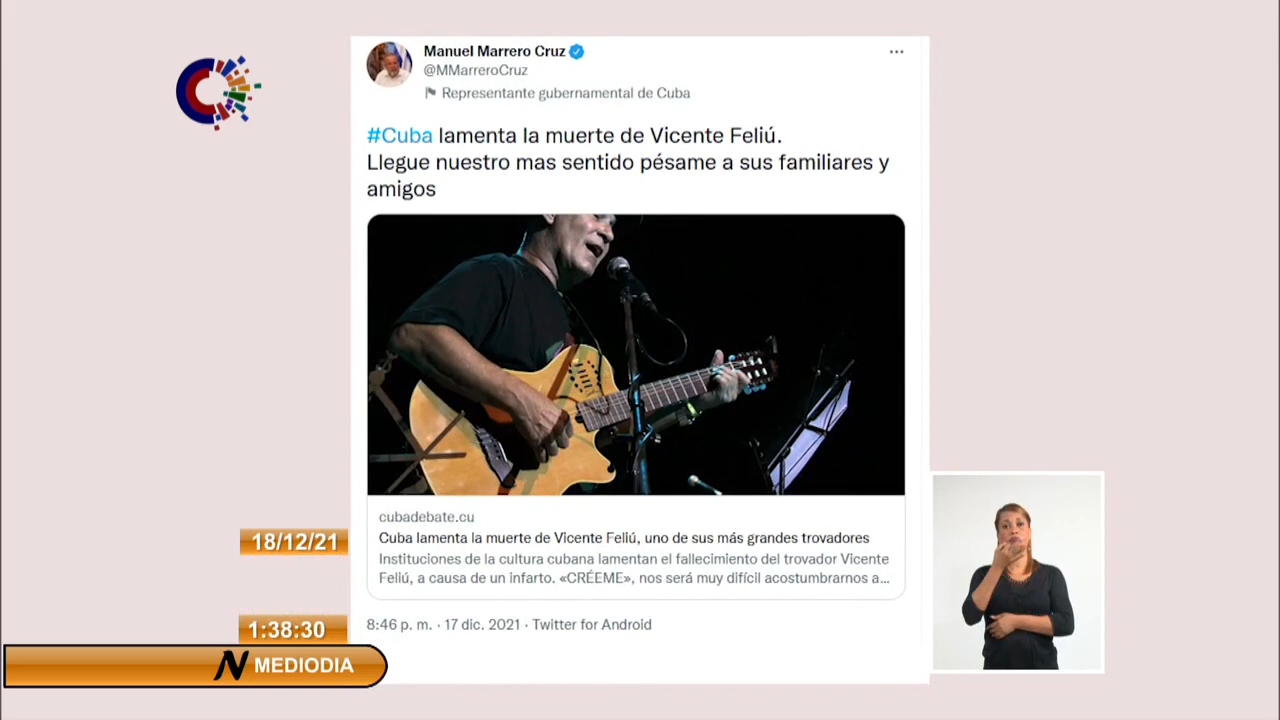 Manuel Marrero Cruz
@MMarreroCruz
Representante gubernamental de Cuba
#Cuba lamenta la muerte de Vicente Feliú.
Llegue nuestro mas sentido pésame a sus familiares y
amigos
cubadebate.cu
Cuba lamenta la muerte de Vicente Feliú, uno de sus más grandes trovadores
Instituciones de la cultura cubana lamentan el fallecimiento del trovador Vicente
Feliú, a causa de un infarto. «CRÉEME», nos será muy difícil acostumbrarnos a...
8:46 p. m. · 17 dic. 2021 · Twitter for Android
18/12/21
1:38:30
N MEDIODIA